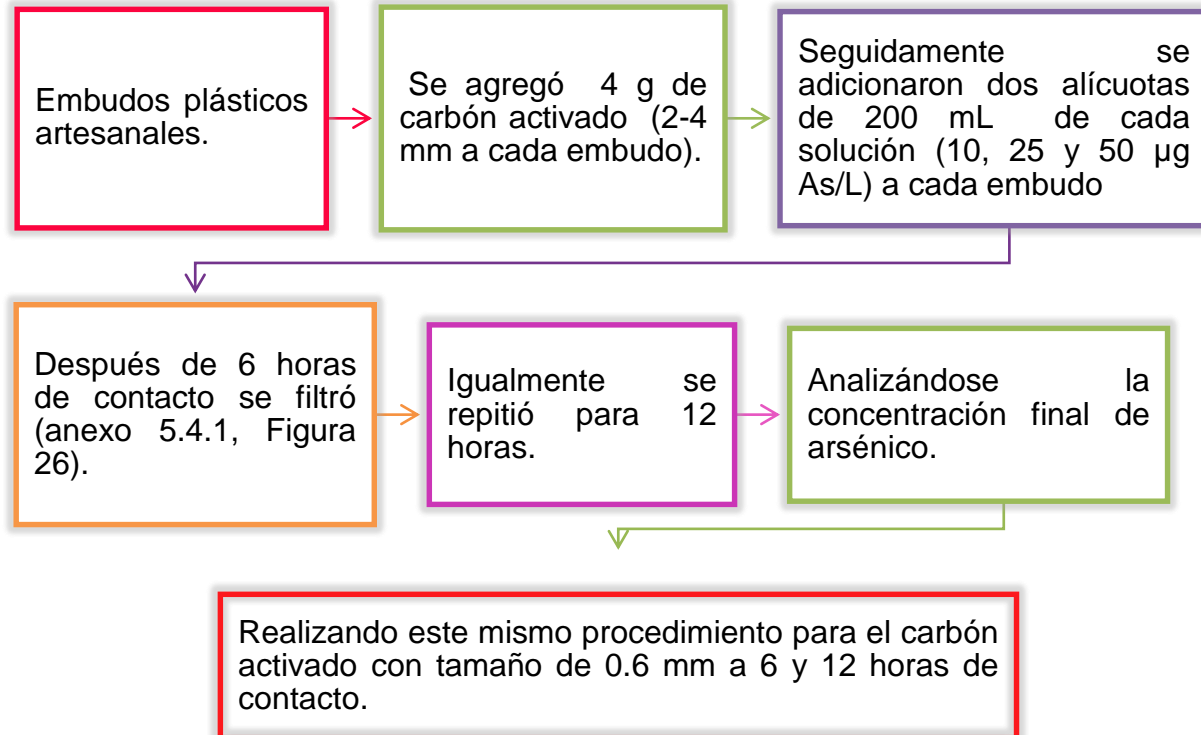 Embudos plásticos
artesanales.
Se agregó 4 g de
carbón activado (2-4
mm a cada embudo).
Seguidamente se
adicionaron dos alícuotas
de 200 mL de cada
solución (10, 25 y 50 µg
As/L) a cada embudo
Después de 6 horas
de contacto se filtró
(anexo 5.4.1, Figura
26).
Igualmente se
repitió para 12
horas.
Analizándose la
concentración final de
arsénico.
Realizando este mismo procedimiento para el carbón
activado con tamaño de 0.6 mm a 6 y 12 horas de
contacto.